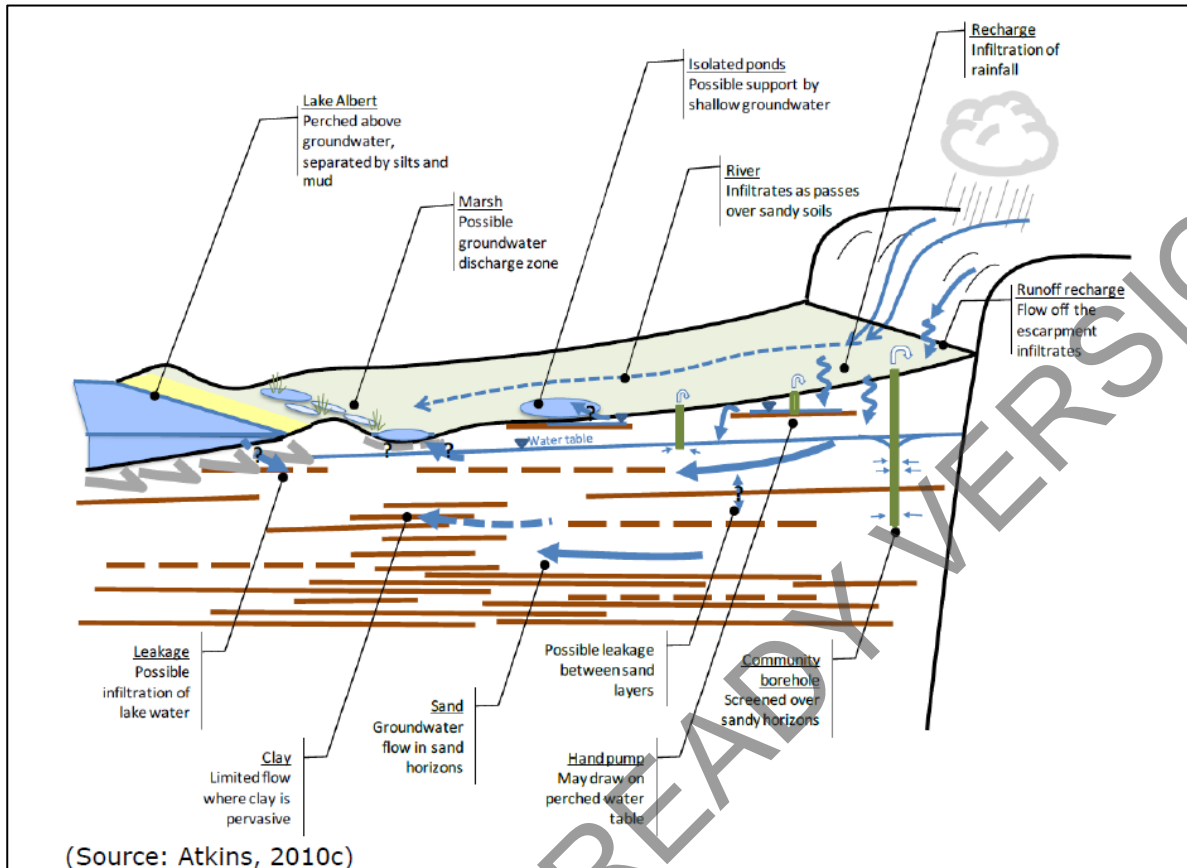 Recharge
Infiltration of
rainfall
Isolated ponds
Possible support by
shallow groundwater
Lake Albert
Perched above
groundwater,
separated by silts and
mud
River
Infiltrates as passes
over sandy soils
Marsh
Possible
groundwater
discharge zone
Runoff recharge
Flow off the
escarpment
infiltrates
?
Water table
?
?
?
?
Leakage
Possible
infiltration of
lake water
Possible leakage
between sand
layers
Community
borehole
Screened over
sandy horizons
Sand
Groundwater
flow in sand
horizons
Clay
Limited flow
where clay is
pervasive
Hand pump
May draw on
perched water
table
(Source: Atkins, 2010c)
READY VERSIO